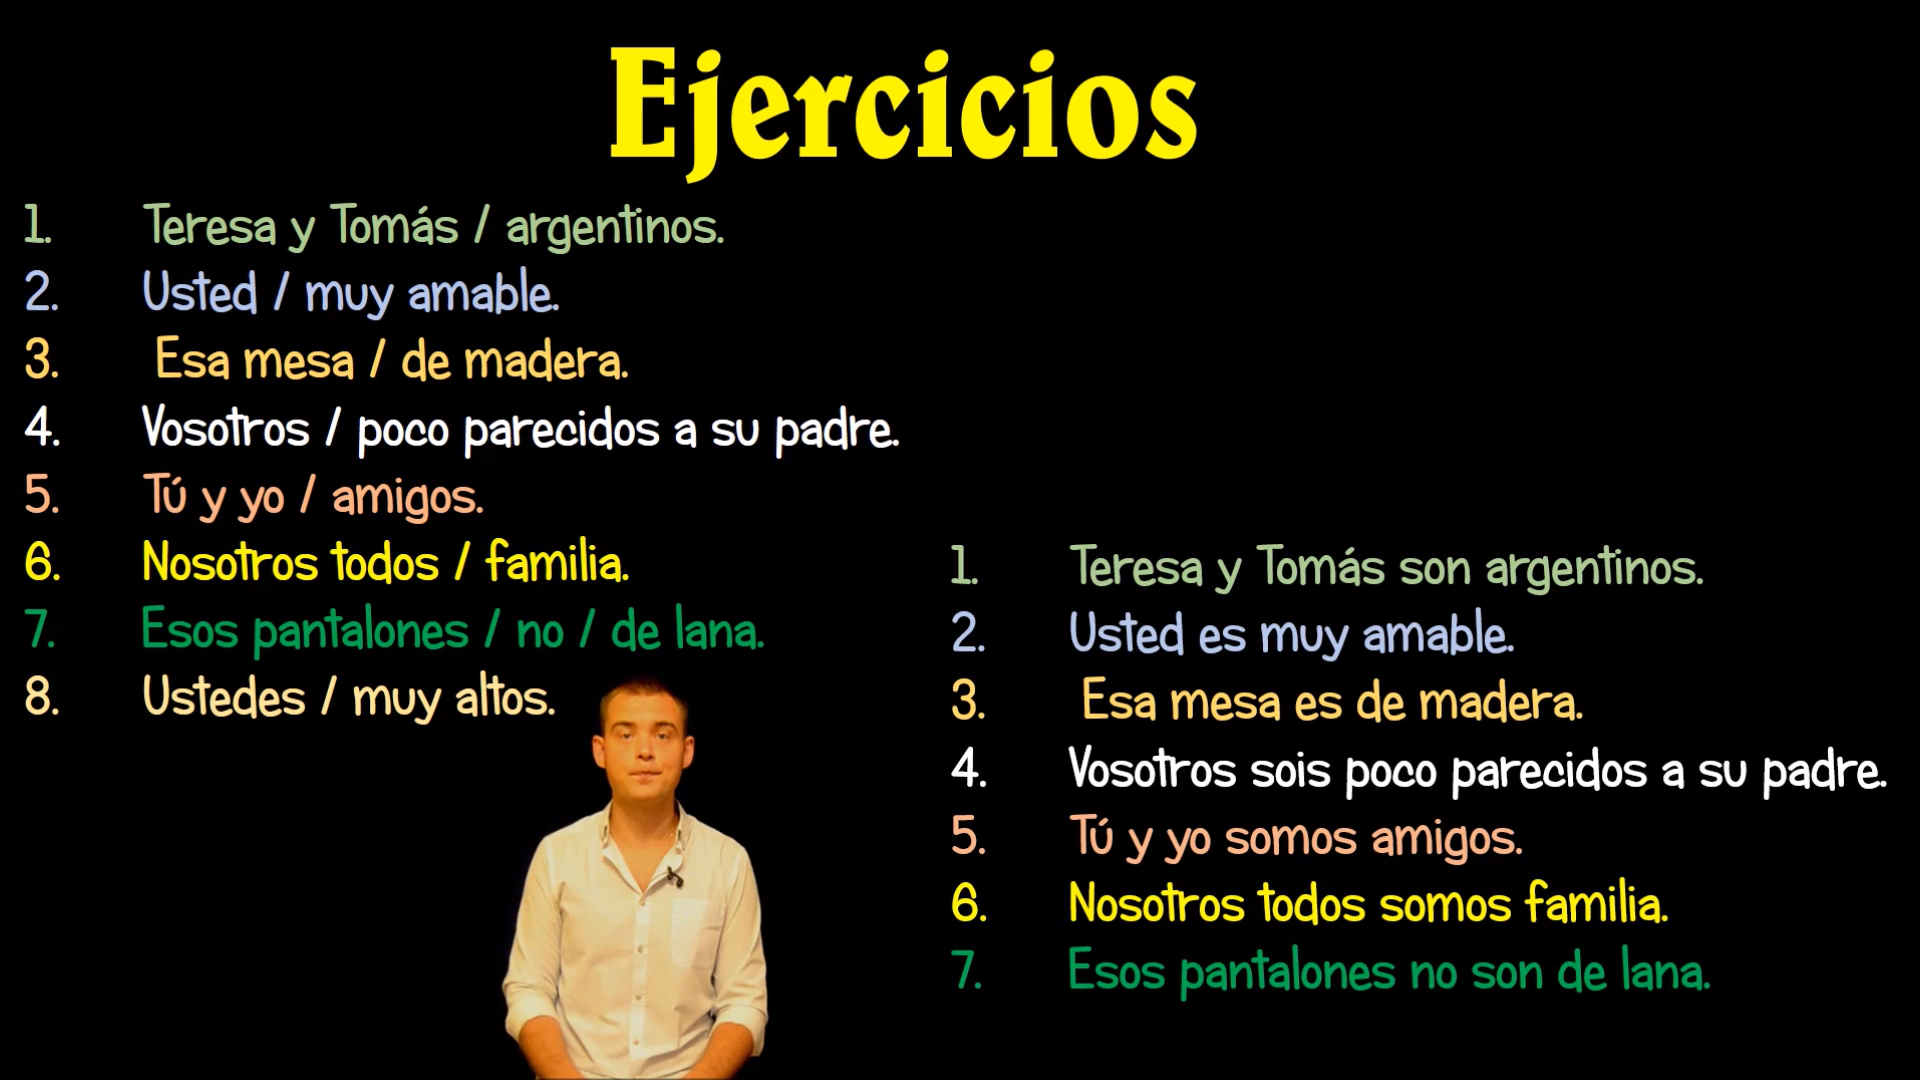 Ejercicios
1. Teresa y Tomás / argentinos.
2. Usted / muy amable.
3. Esa mesa / de madera.
4. Vosotros / poco parecidos a su padre.
5. Tú y yo / amigos.
6. Nosotros todos / familia.
7. Esos pantalones / no / de lana.
8. Ustedes / muy altos.
1. Teresa y Tomás son argentinos.
2. Usted es muy amable.
3. Esa mesa es de madera.
4. Vosotros sois poco parecidos a su padre.
5. Tú y yo somos amigos.
6. Nosotros todos somos familia.
7. Esos pantalones no son de lana.